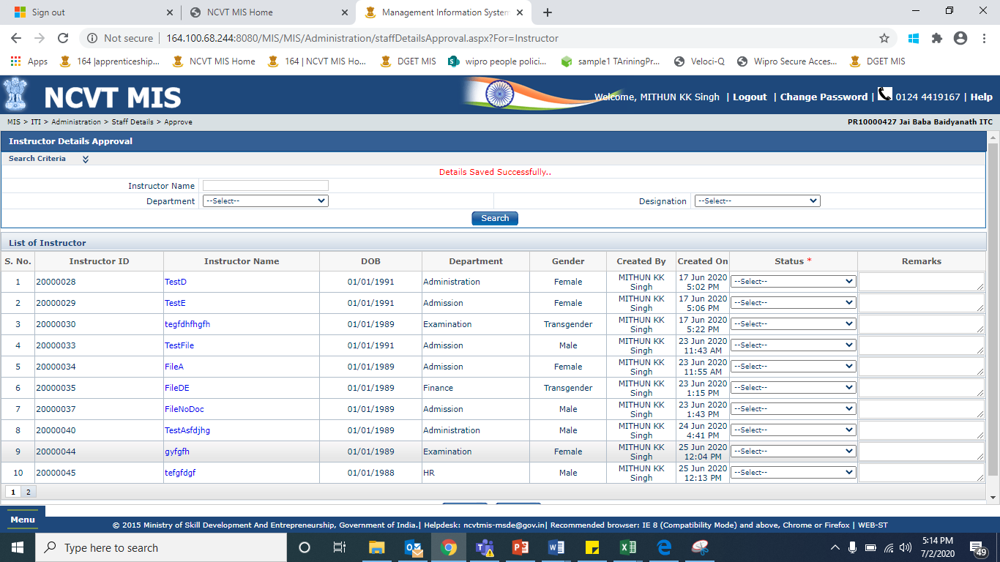 Sign out
NCVT MIS Home
Management Information System
Not secure | 164.100.68.244:8080/MIS/MIS/Administration/staffDetailsApproval.aspx?For=Instructor
Apps 164 |apprenticeship... NCVT MIS Home 164 | NCVT MIS Ho... DGET MIS wipro people polici... sample1 TAriningPr... Veloci-Q Wipro Secure Acces... DGET MIS
NCVT MIS
Welcome, MITHUN KK Singh | Logout | Change Password | 0124 4419167 | Help
MIS > ITI > Administration > Staff Details > Approve
PR10000427 Jai Baba Baidyanath ITC
Instructor Details Approval
Search Criteria
Details Saved Successfully..
Instructor Name
Department --Select-- Designation --Select--
Search
List of Instructor
S. No. Instructor ID Instructor Name DOB Department Gender Created By Created On Status * Remarks
1 20000028 TestD 01/01/1991 Administration Female MITHUN KK Singh 17 Jun 2020 5:02 PM --Select--
2 20000029 TestE 01/01/1991 Admission Female MITHUN KK Singh 17 Jun 2020 5:06 PM --Select--
3 20000030 tegfdhfhgfh 01/01/1989 Examination Transgender MITHUN KK Singh 17 Jun 2020 5:22 PM --Select--
4 20000033 TestFile 01/01/1991 Admission Male MITHUN KK Singh 23 Jun 2020 11:43 AM --Select--
5 20000034 FileA 01/01/1989 Admission Female MITHUN KK Singh 23 Jun 2020 11:55 AM --Select--
6 20000035 FileDE 01/01/1989 Finance Transgender MITHUN KK Singh 23 Jun 2020 1:15 PM --Select--
7 20000037 FileNoDoc 01/01/1989 Admission Male MITHUN KK Singh 23 Jun 2020 1:43 PM --Select--
8 20000040 TestAsfdjhg 01/01/1989 Administration Male MITHUN KK Singh 24 Jun 2020 4:41 PM --Select--
9 20000044 gyfgfh 01/01/1989 Examination Female MITHUN KK Singh 25 Jun 2020 12:04 PM --Select--
10 20000045 tefgfdgf 01/01/1988 HR Male MITHUN KK Singh 25 Jun 2020 12:13 PM --Select--
1 2
Menu
© 2015 Ministry of Skill Development And Entrepreneurship, Government of India.| Helpdesk: ncvtmis-msde@gov.in| Recommended browser: IE 8 (Compatibility Mode) and above, Chrome or Firefox | WEB-ST
Type here to search
5:14 PM
7/2/2020
49